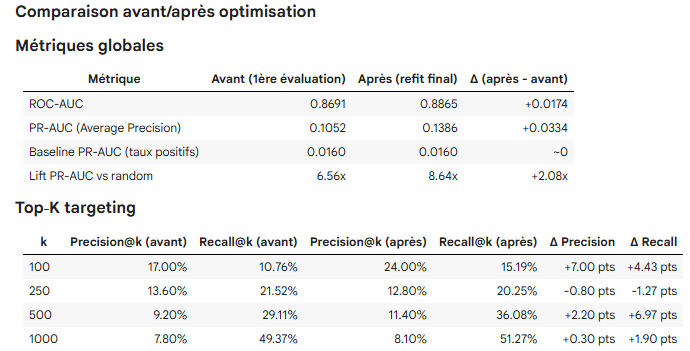 Comparaison avant/après optimisation
Métriques globales
Métrique Avant (1ère évaluation) Après (refit final) Δ (après - avant)
ROC-AUC 0.8691 0.8865 +0.0174
PR-AUC (Average Precision) 0.1052 0.1386 +0.0334
Baseline PR-AUC (taux positifs) 0.0160 0.0160 ~0
Lift PR-AUC vs random 6.56x 8.64x +2.08x
Top-K targeting
k Precision@k (avant) Recall@k (avant) Precision@k (après) Recall@k (après) Δ Precision Δ Recall
100 17.00% 10.76% 24.00% 15.19% +7.00 pts +4.43 pts
250 13.60% 21.52% 12.80% 20.25% -0.80 pts -1.27 pts
500 9.20% 29.11% 11.40% 36.08% +2.20 pts +6.97 pts
1000 7.80% 49.37% 8.10% 51.27% +0.30 pts +1.90 pts